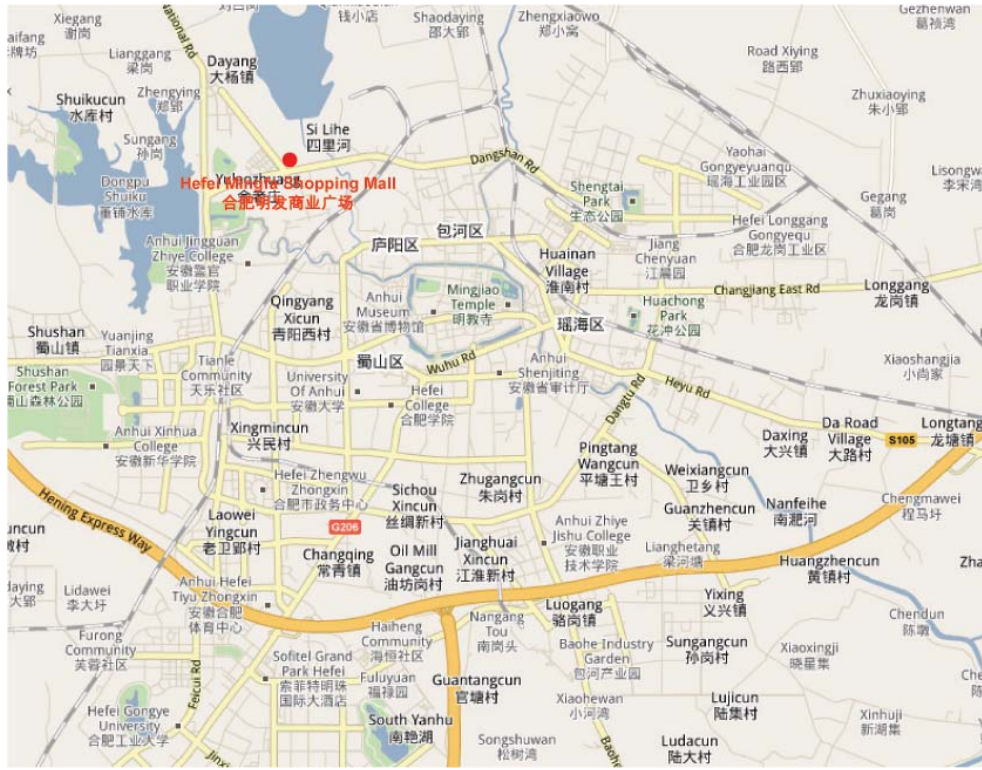 Xiegang
谢岗
刘吕岗
钱小店
Shaodaying
邵大郢
Zhengxiaowo
郑小窝
Gezhenwan
葛祯湾
National Rd
Lianggang
梁岗
Dayang
大杨镇
Road Xiying
路西郢
Zhengying
郑郢
Shuikucun
水库村
Zhuxiaoying
朱小郢
Sungang
孙岗
Si Lihe
四里河
Dangshan Rd
Yaohai
Gongyeyuanqu
瑶海工业园区
Lisongwa
李宋湾
Dongpu
Shuiku
董铺水库
Hefei Mingfa Shopping Mall
合肥明发商业广场
Shengtai
Park
生态公园
Gegang
葛岗
Hefei Longgang
Gongyequ
合肥龙岗工业区
Anhui Jingguan
Zhiye College
安徽警官
职业学院
庐阳区
包河区
Huainan
Village
淮南村
Jiang
Chenyuan
江晨园
Longgang
龙岗镇
Changjiang East Rd
Qingyang
Xicun
青阳西村
Anhui
Museum
安徽省博物馆
Mingjiao
Temple
明教寺
Huachong
Park
花冲公园
瑶海区
Shushan
蜀山镇
Yuanjing
Tianxia
园景天下
Tianle
Community
天乐社区
蜀山区
Wuhu Rd
Anhui
Shenjiting
安徽省审计厅
Xiaoshangjia
小尚家
Shushan
Forest Park
蜀山森林公园
University
Of Anhui
安徽大学
Hefei
College
合肥学院
Dangtu Rd
Heyu Rd
Anhui Xinhua
College
安徽新华学院
Xingmincun
兴民村
Pingtang
Wangcun
平塘王村
Daxing
大兴镇
Da Road
Village
大路村
S105
Longtang
龙塘镇
Hening Express Way
Hefei Zhengwu
Zhongxin
合肥市政务中心
Sichou
Xincun
丝绸新村
Zhugangcun
朱岗村
Weixiangcun
卫乡村
Guanzhencun
关镇村
Nanfeihe
南淝河
Chengmawei
程马圩
Laowei
Yingcun
老卫郢村
G206
Changqing
常青镇
Oil Mill
Gangcun
油坊岗村
Jianghuai
Xincun
江淮新村
Anhui Zhiye
Jishu College
安徽职业
技术学院
Lianghetang
梁河塘
Huangzhencun
黄镇村
Lidawei
李大圩
Anhui Hefei
Tiyu Zhongxin
安徽合肥
体育中心
Nangang
Tou
南岗头
Luogang
骆岗镇
Yixing
义兴镇
Chendun
陈墩
Furong
Community
芙蓉社区
Feicui Rd
Haiheng
Community
海恒社区
Sofitel Grand
Park Hefei
索菲特明珠
国际大酒店
Fuluyuan
福禄园
Baohe Industry
Garden
包河产业园
Sungangcun
孙岗村
Xiaoxingji
晓星集
Guantangcun
官塘村
Xiaohewan
小河湾
Lujicun
陆集村
Xinhuji
新湖集
Hefei Gongye
University
合肥工业大学
South Yanhu
南艳湖
Songshuwan
松树湾
Ludacun
陆大村